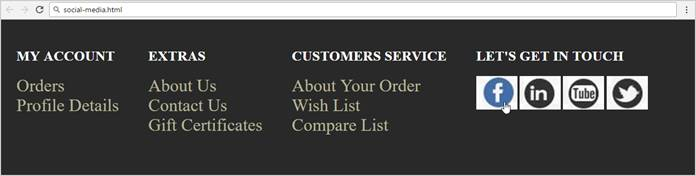 social-media.html
MY ACCOUNT
Orders
Profile Details
EXTRAS
About Us
Contact Us
Gift Certificates
CUSTOMERS SERVICE
About Your Order
Wish List
Compare List
LET'S GET IN TOUCH
f in Tube